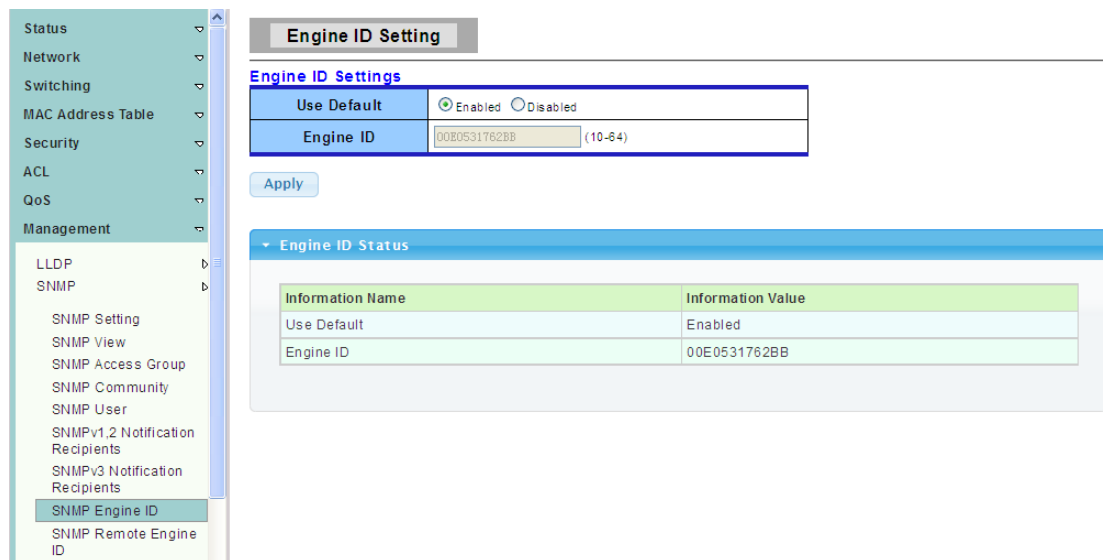 Status
Network
Switching
MAC Address Table
Security
ACL
QoS
Management
LLDP
SNMP
SNMP Setting
SNMP View
SNMP Access Group
SNMP Community
SNMP User
SNMPv1,2 Notification
Recipients
SNMPv3 Notification
Recipients
SNMP Engine ID
SNMP Remote Engine
ID
Engine ID Setting
Engine ID Settings
Use Default Enabled Disabled
Engine ID 00E0531762BB (10-64)
Apply
Engine ID Status
Information Name Information Value
Use Default Enabled
Engine ID 00E0531762BB